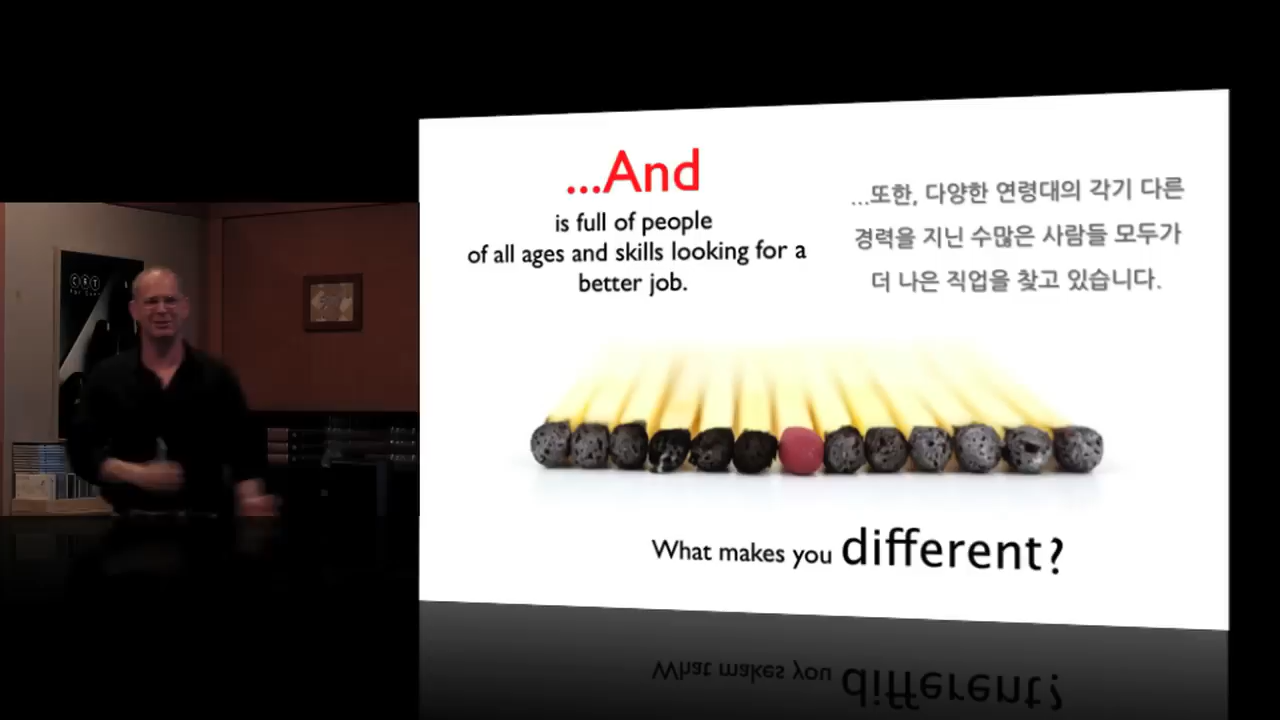 ...And
is full of people
of all ages and skills looking for a
better job.
...또한, 다양한 연령대의 각기 다른
경력을 지닌 수많은 사람들 모두가
더 나은 직업을 찾고 있습니다.
What makes you different?
CRT